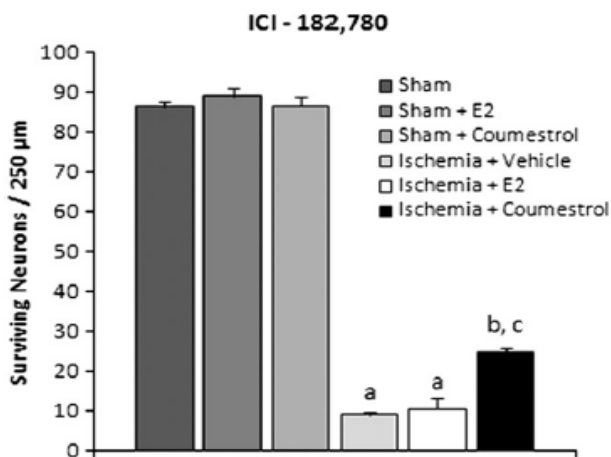 ICI - 182,780
Surviving Neurons / 250 µm
100
90
80
70
60
50
40
30
20
10
0
Sham
Sham + E2
Sham + Coumestrol
Ischemia + Vehicle
Ischemia + E2
Ischemia + Coumestrol
a
a
b, c